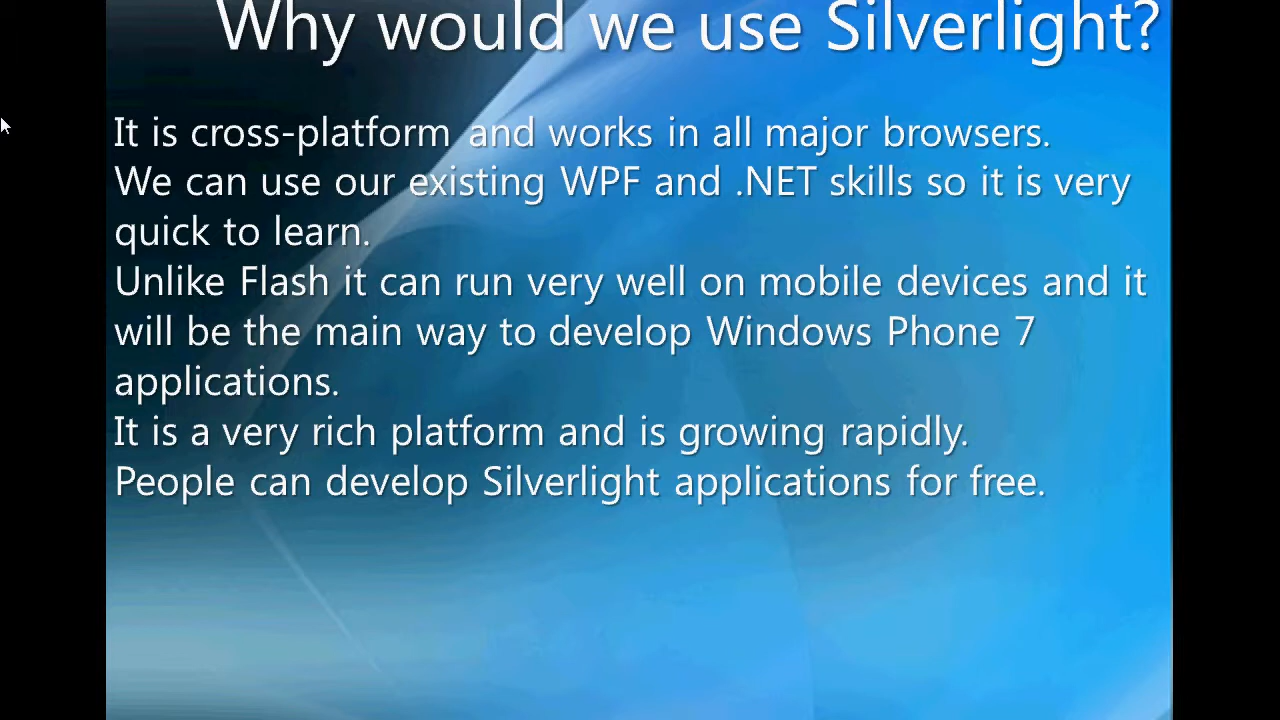 Why would we use Silverlight?
It is cross-platform and works in all major browsers.
We can use our existing WPF and .NET skills so it is very
quick to learn.
Unlike Flash it can run very well on mobile devices and it
will be the main way to develop Windows Phone 7
applications.
It is a very rich platform and is growing rapidly.
People can develop Silverlight applications for free.